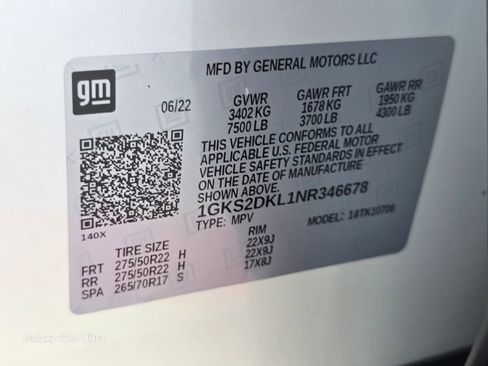 gm
MFD BY GENERAL MOTORS LLC
06/22 GVWR GAWR FRT GAWR RR
3402 KG 1678 KG 1950 KG
7500 LB 3700 LB 4300 LB
THIS VEHICLE CONFORMS TO ALL
APPLICABLE U.S. FEDERAL MOTOR
VEHICLE SAFETY STANDARDS IN
EFFECT ON THE DATE OF MANUFACTURE
SHOWN ABOVE.
1GKS2DKL1NR346678
TYPE: MPV MODEL: 18TK10706
140X
TIRE SIZE RIM
FRT 275/50R22 H 22X9J
RR 275/50R22 H 22X9J
SPA 265/70R17 S 17X8J
Galaxy S24 Ultra